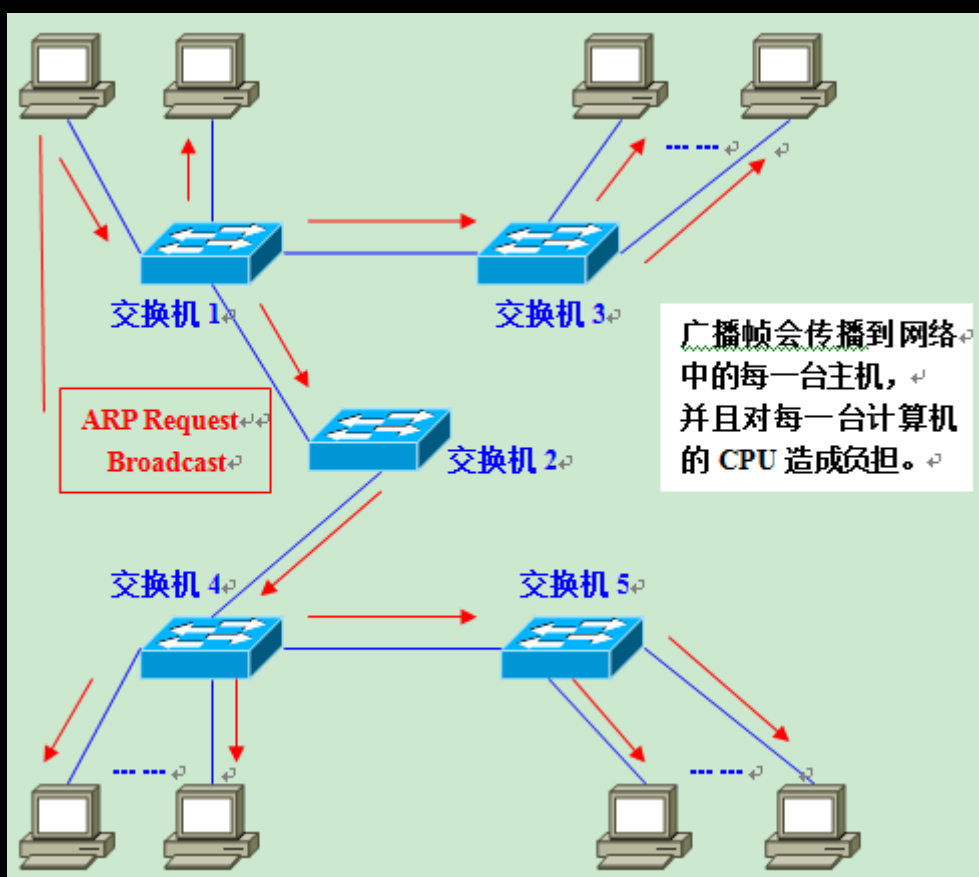 --- ---
交换机 1
交换机 3
广播帧会传播到网络
中的每一台主机，
并且对每一台计算机
的 CPU 造成负担。
ARP Request
Broadcast
交换机 2
交换机 4
交换机 5
--- ---
--- ---